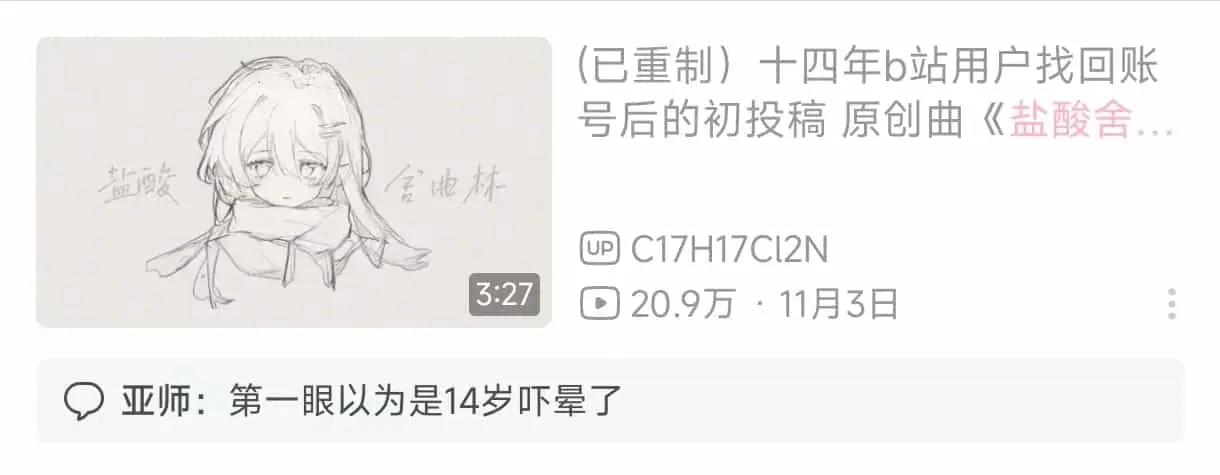 (已重制）十四年b站用户找回账
号后的初投稿 原创曲《盐酸舍...
盐酸 舍曲林
3:27
UP C17H17Cl2N
20.9万 · 11月3日
亚师：第一眼以为是14岁吓晕了